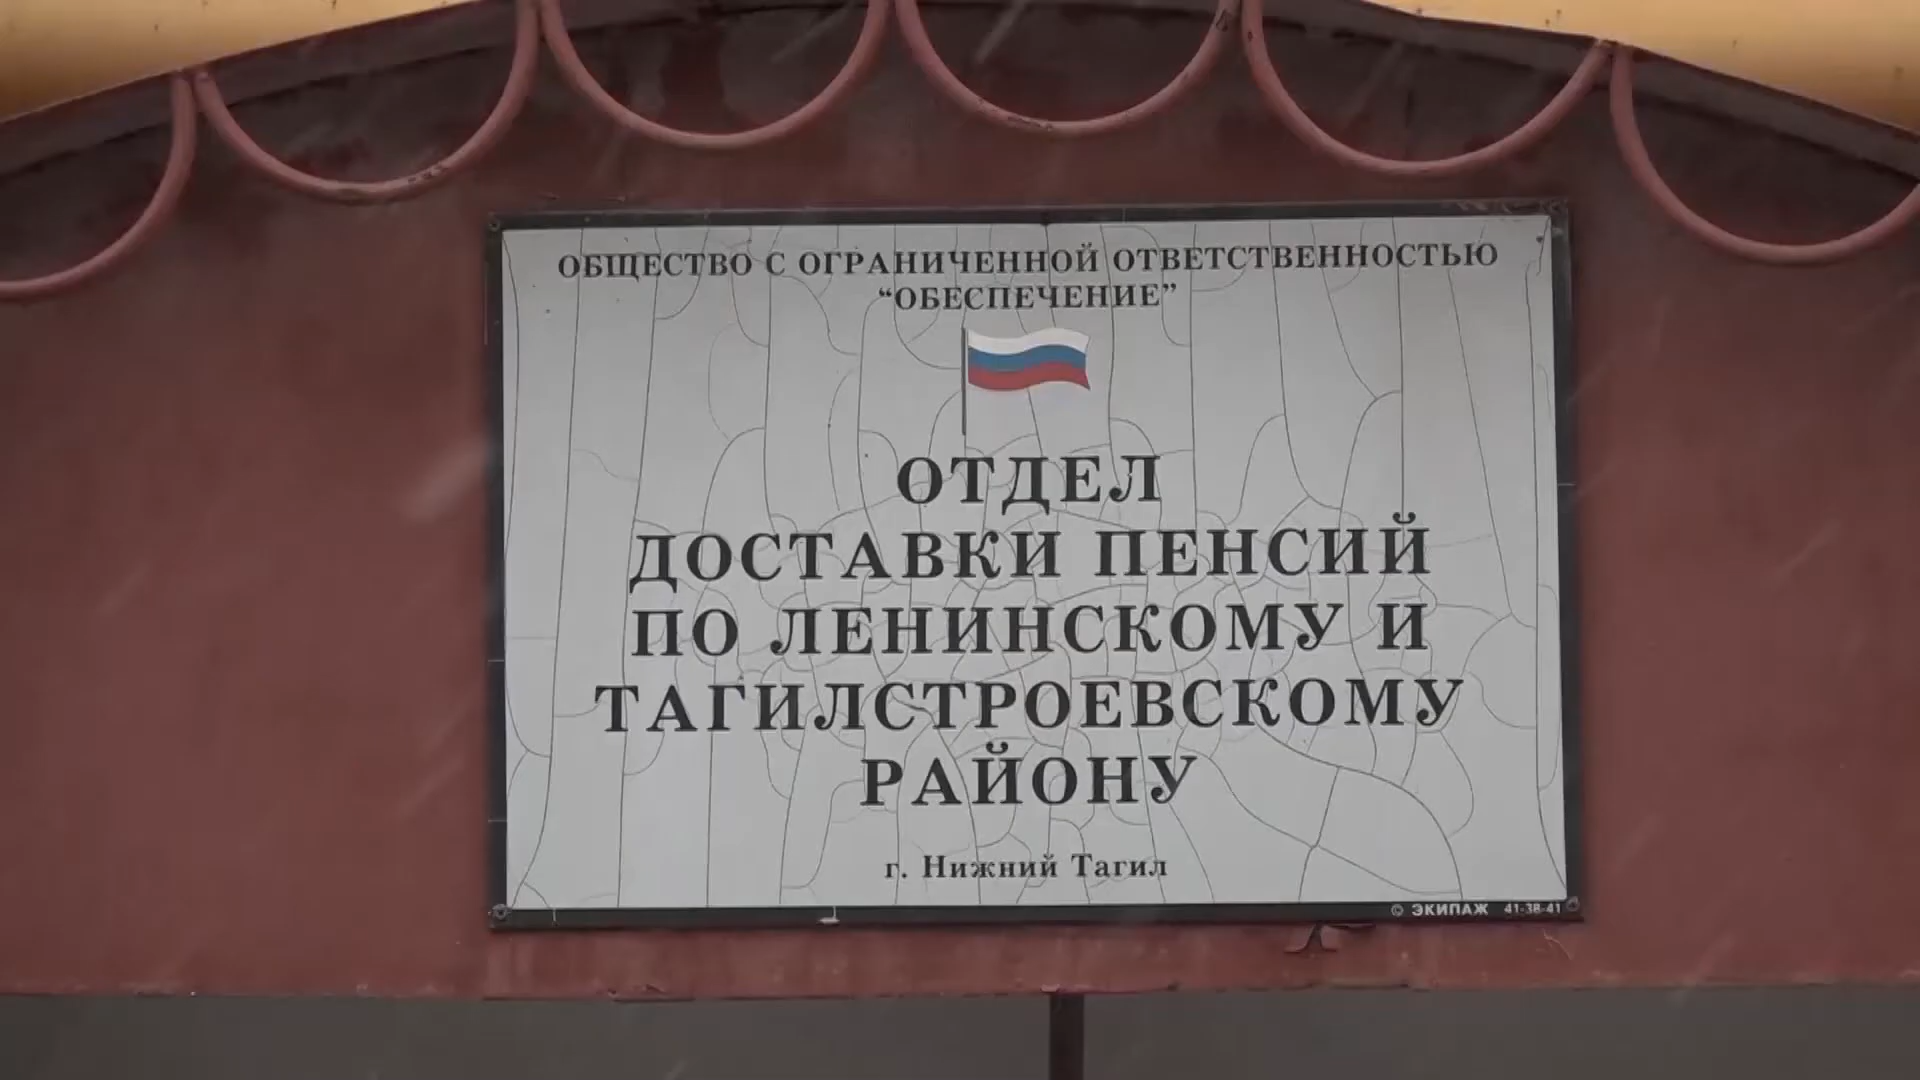 ОБЩЕСТВО С ОГРАНИЧЕННОЙ ОТВЕТСТВЕННОСТЬЮ
“ОБЕСПЕЧЕНИЕ”
ОТДЕЛ
ДОСТАВКИ ПЕНСИЙ
ПО ЛЕНИНСКОМУ И
ТАГИЛСТРОЕВСКОМУ
РАЙОНУ
г. Нижний Тагил
© ЭКИПАЖ 41-38-41